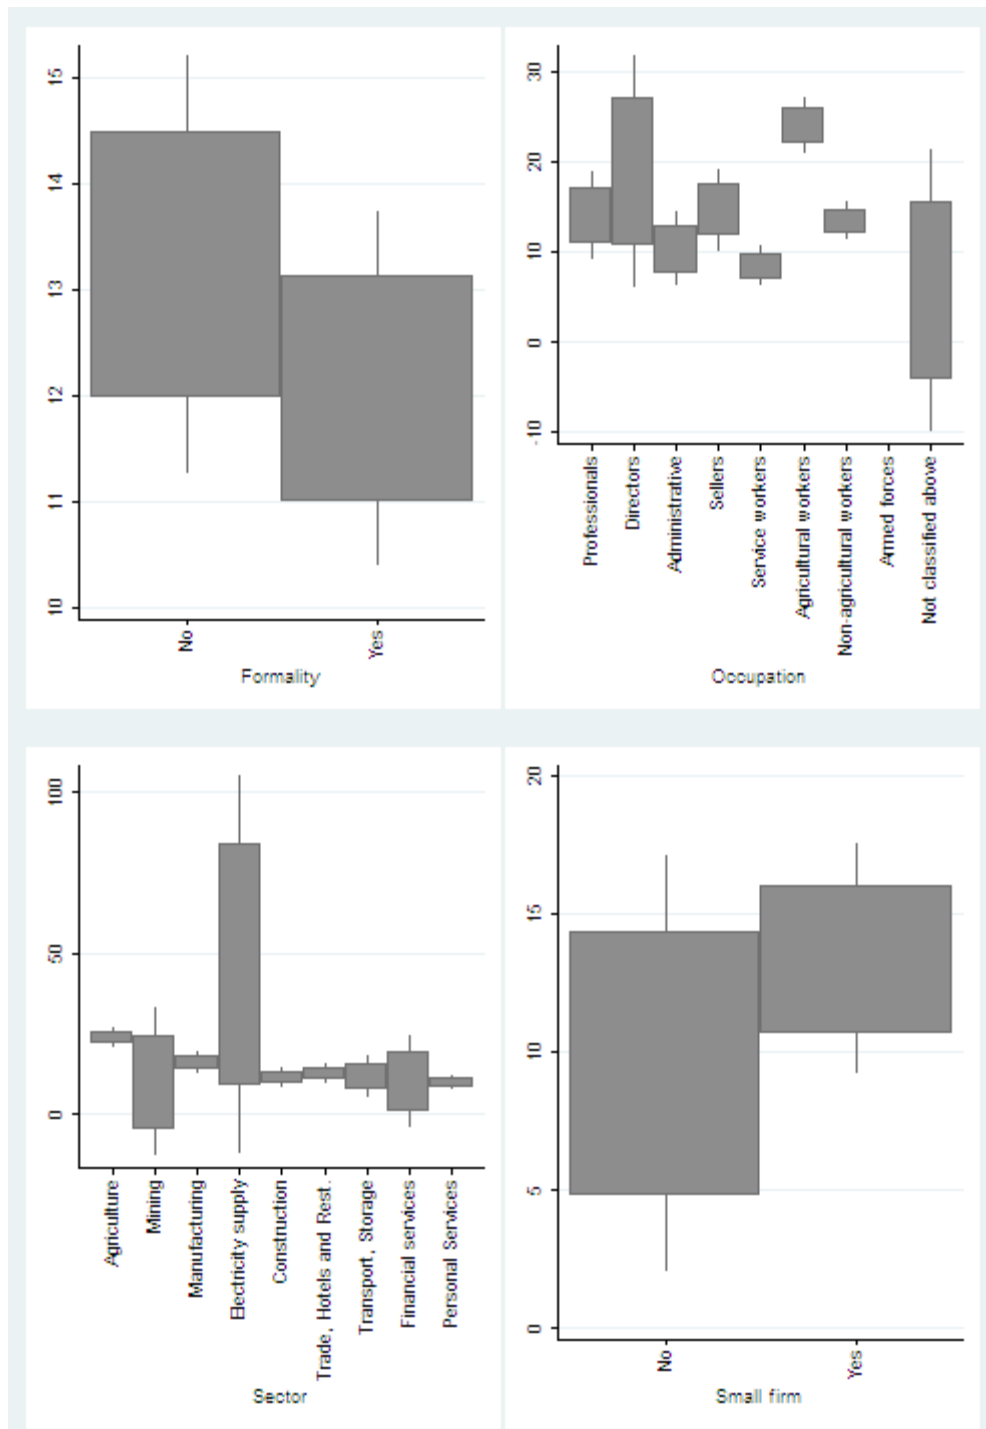 15
14
13
12
11
10
No
Yes
Formality
30
20
10
0
-10
Professionals
Directors
Administrative
Sellers
Service workers
Agricultural workers
Non-agricultural workers
Armed forces
Not classified above
Occupation
100
50
0
Agriculture
Mining
Manufacturing
Electricity supply
Construction
Trade, Hotels and Rest.
Transport, Storage
Financial services
Personal Services
Sector
20
15
10
5
0
No
Yes
Small firm